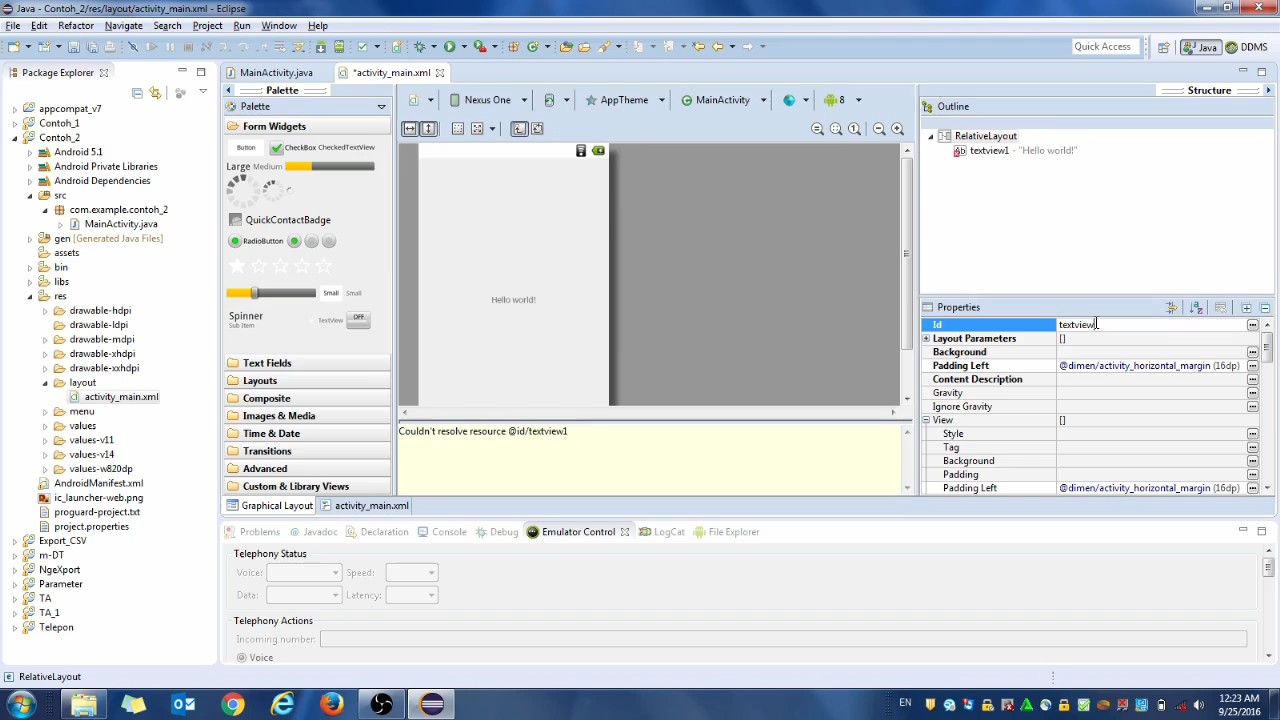 Java - Contoh_2/res/layout/activity_main.xml - Eclipse
File Edit Refactor Navigate Search Project Run Window Help
Quick Access
Java
DDMS
Package Explorer
MainActivity.java
*activity_main.xml
Palette
Structure
appcompat_v7
Contoh_1
Contoh_2
Android 5.1
Android Private Libraries
Android Dependencies
src
com.example.contoh_2
MainActivity.java
gen [Generated Java Files]
assets
bin
libs
res
drawable-hdpi
drawable-ldpi
drawable-mdpi
drawable-xhdpi
drawable-xxhdpi
layout
activity_main.xml
menu
values
values-v11
values-v14
values-w820dp
AndroidManifest.xml
ic_launcher-web.png
proguard-project.txt
project.properties
Export_CSV
m-DT
NgeXport
Parameter
TA
TA_1
Telepon
Palette
Form Widgets
Button CheckBox CheckedTextView
Large Medium
QuickContactBadge
RadioButton
Small Small
Spinner
Sub Item
TextView OFF
Text Fields
Layouts
Composite
Images & Media
Time & Date
Transitions
Advanced
Custom & Library Views
Graphical Layout
activity_main.xml
Nexus One
AppTheme
MainActivity
8
Hello world!
Couldn't resolve resource @id/textview1
Outline
RelativeLayout
textview1 - "Hello world!"
Properties
Id textview
Layout Parameters []
Background
Padding Left @dimen/activity_horizontal_margin (16dp)
Content Description
Gravity
Ignore Gravity
View []
Style
Tag
Background
Padding
Padding Left @dimen/activity_horizontal_margin (16dp)
Problems Javadoc Declaration Console Debug Emulator Control LogCat File Explorer
Telephony Status
Voice: Speed:
Data: Latency:
Telephony Actions
Incoming number:
Voice
RelativeLayout
EN
12:23 AM
9/25/2016